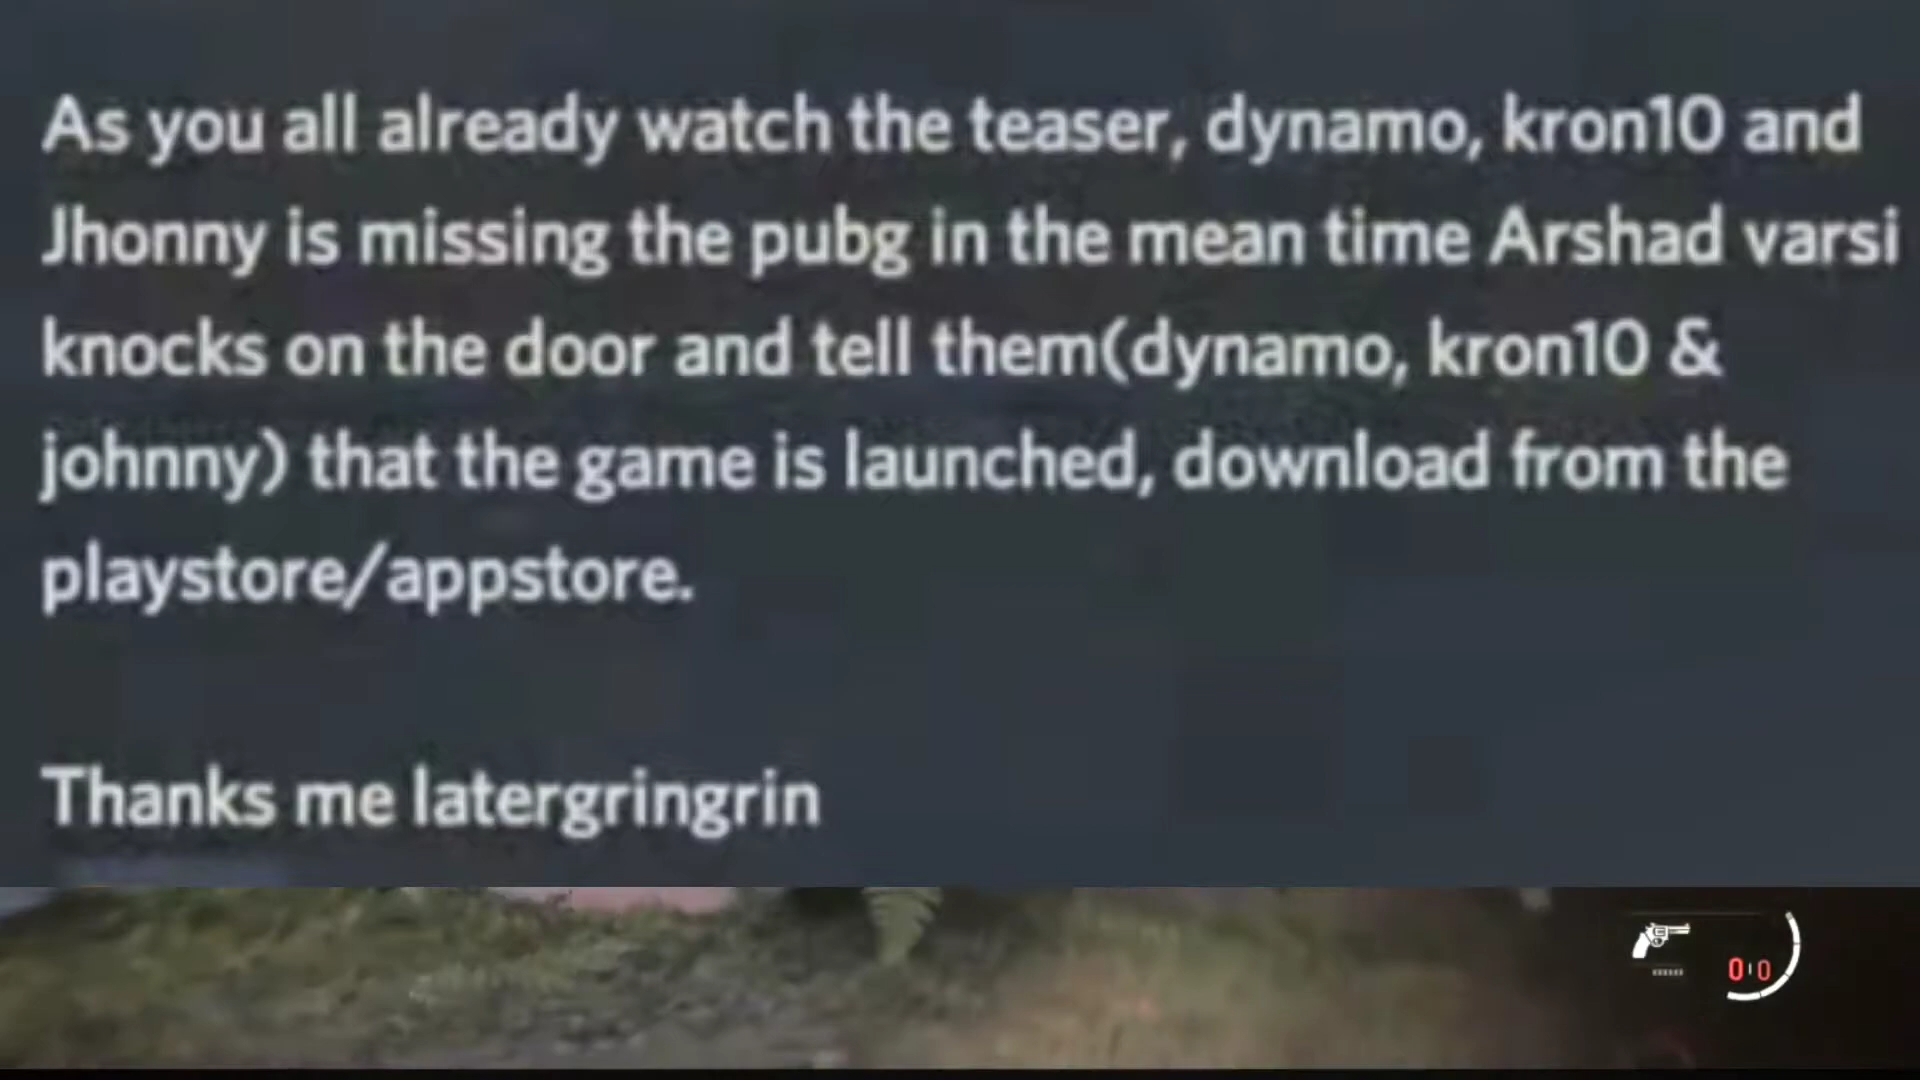 As you all already watch the teaser, dynamo, kron10 and
Jhonny is missing the pubg in the mean time Arshad varsi
knocks on the door and tell them(dynamo, kron10 &
johnny) that the game is launched, download from the
playstore/appstore.
Thanks me latergringrin
0 0